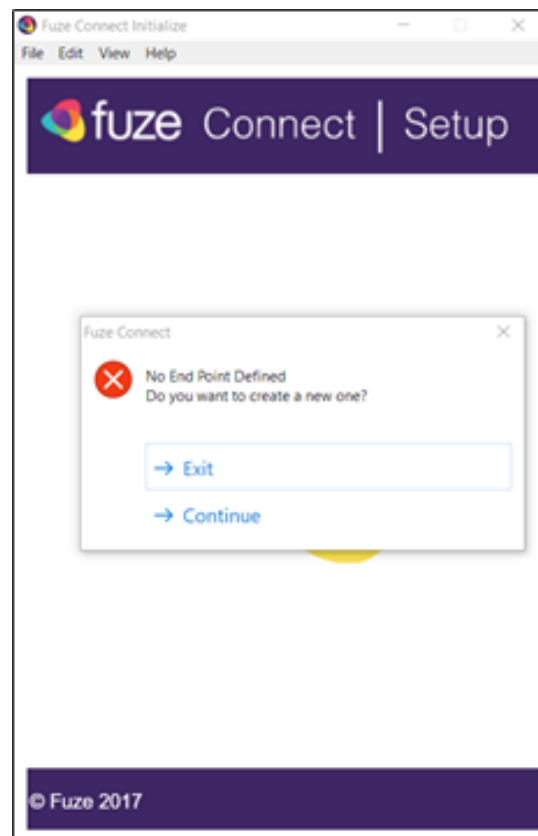 Fuze Connect Initialize
File Edit View Help
fuze Connect | Setup
Fuze Connect
No End Point Defined
Do you want to create a new one?
→ Exit
→ Continue
© Fuze 2017